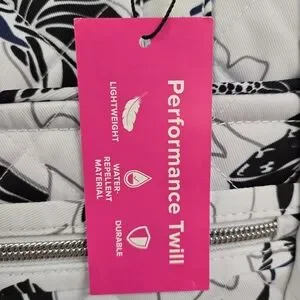 Performance Twill
LIGHTWEIGHT
WATER-
REPELLENT
MATERIAL
DURABLE